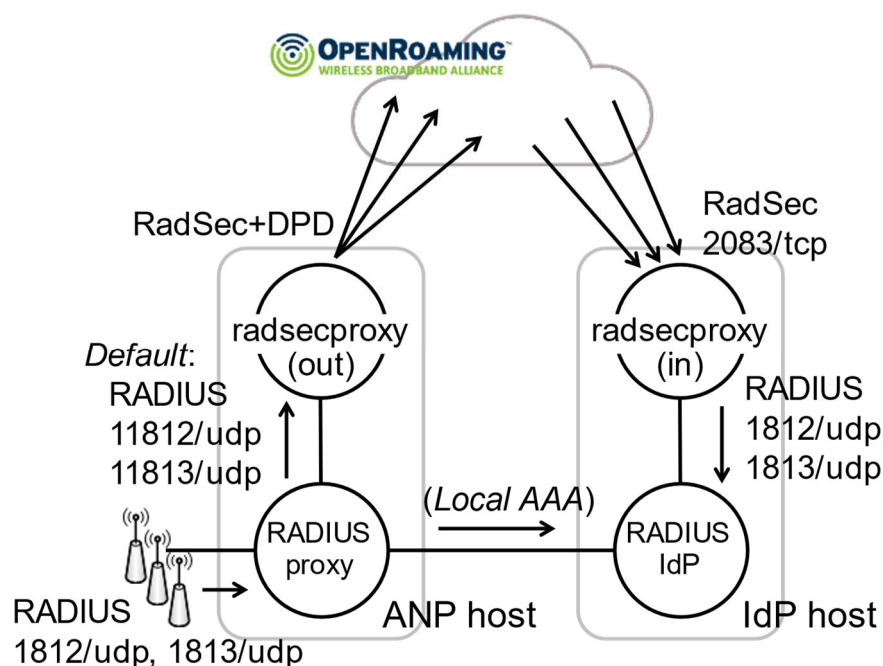 OPENROAMING™
WIRELESS BROADBAND ALLIANCE
RadSec+DPD
RadSec
2083/tcp
radsecproxy
(out)
radsecproxy
(in)
Default:
RADIUS
11812/udp
11813/udp
RADIUS
1812/udp
1813/udp
(Local AAA)
RADIUS
proxy
RADIUS
IdP
RADIUS
1812/udp, 1813/udp
ANP host
IdP host